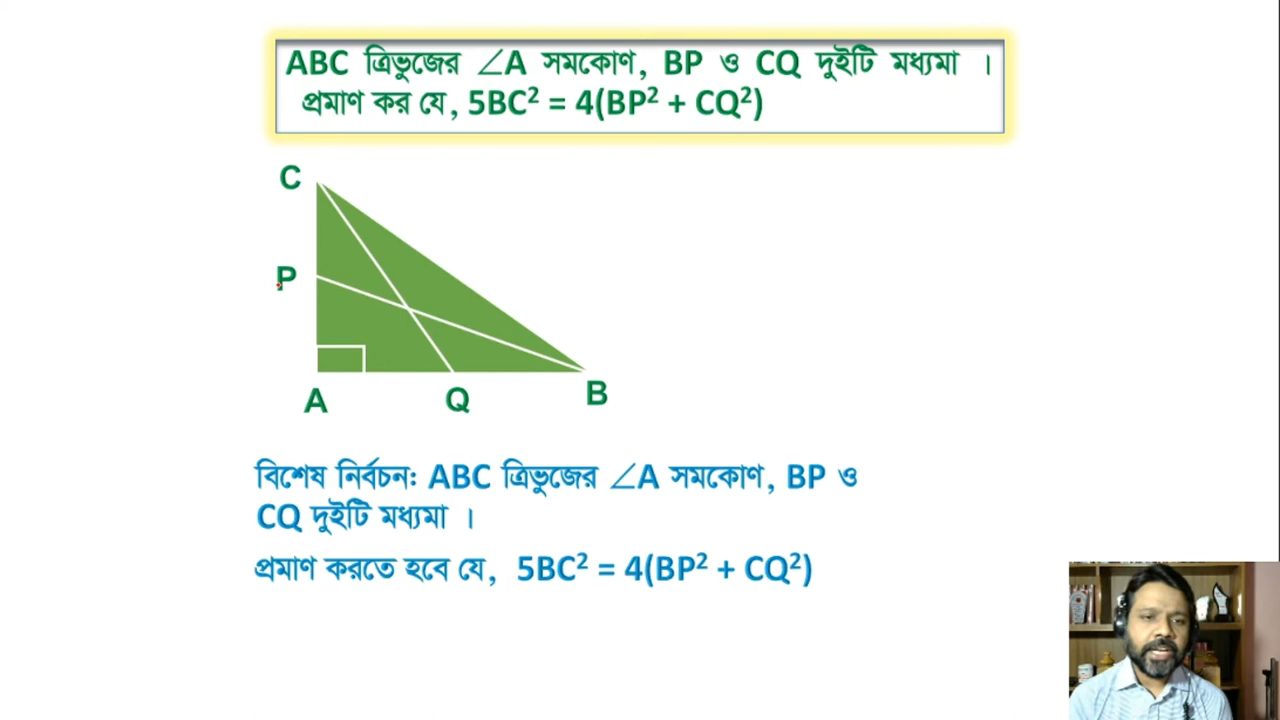 ABC ত্রিভুজের ∠A সমকোণ, BP ও CQ দুইটি মধ্যমা ।
প্রমাণ কর যে, 5BC² = 4(BP² + CQ²)
C
P
A
Q
B
বিশেষ নির্বচনঃ ABC ত্রিভুজের ∠A সমকোণ, BP ও
CQ দুইটি মধ্যমা ।
প্রমাণ করতে হবে যে, 5BC² = 4(BP² + CQ²)